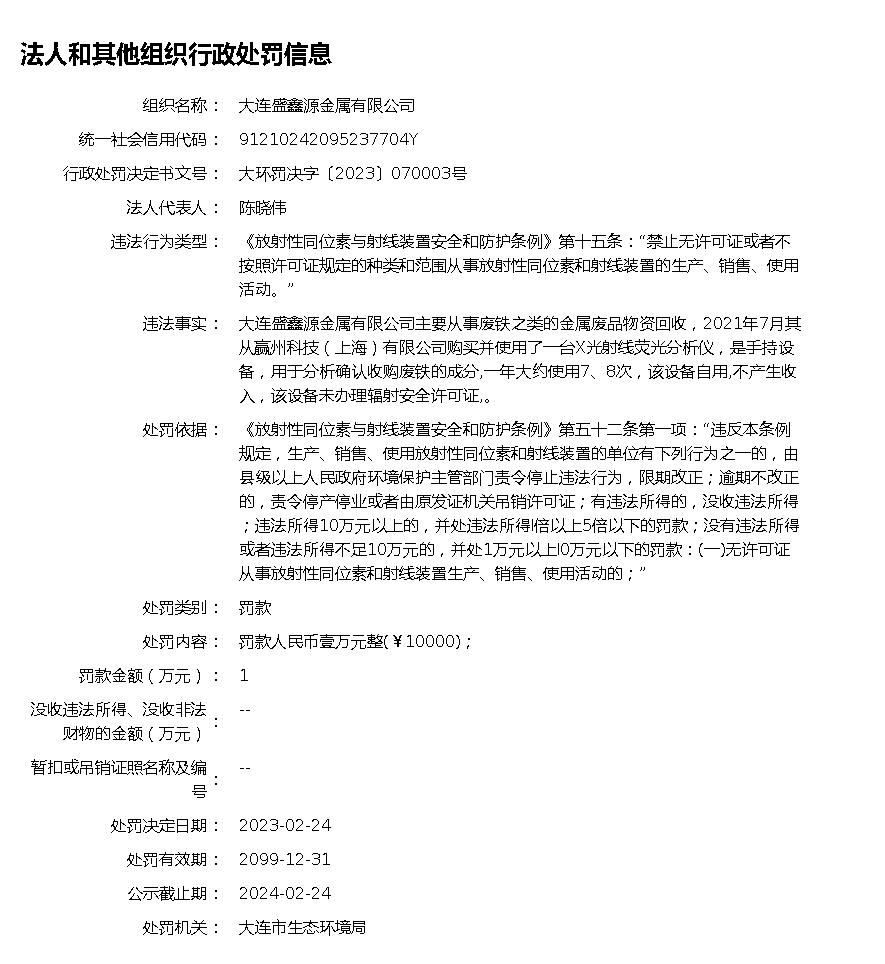 法人和其他组织行政处罚信息
组织名称： 大连盛鑫源金属有限公司
统一社会信用代码： 91210242095237704Y
行政处罚决定书文号： 大环罚决字〔2023〕070003号
法人代表人： 陈晓伟
违法行为类型： 《放射性同位素与射线装置安全和防护条例》第十五条：“禁止无许可证或者不
按照许可证规定的种类和范围从事放射性同位素和射线装置的生产、销售、使用
活动。”
违法事实： 大连盛鑫源金属有限公司主要从事废铁之类的金属废品物资回收，2021年7月其
从赢州科技（上海）有限公司购买并使用了一台X光射线荧光分析仪，是手持设
备，用于分析确认收购废铁的成分,一年大约使用7、8次，该设备自用,不产生收
入，该设备未办理辐射安全许可证,。
处罚依据： 《放射性同位素与射线装置安全和防护条例》第五十二条第一项：“违反本条例
规定，生产、销售、使用放射性同位素和射线装置的单位有下列行为之一的，由
县级以上人民政府环境保护主管部门责令停止违法行为，限期改正；逾期不改正
的，责令停产停业或者由原发证机关吊销许可证；有违法所得的，没收违法所得
；违法所得10万元以上的，并处违法所得l倍以上5倍以下的罚款；没有违法所得
或者违法所得不足10万元的，并处1万元以上l0万元以下的罚款：(一)无许可证
从事放射性同位素和射线装置生产、销售、使用活动的；”
处罚类别： 罚款
处罚内容： 罚款人民币壹万元整(￥10000)；
罚款金额（万元）： 1
没收违法所得、没收非法
财物的金额（万元）： --
暂扣或吊销证照名称及编
号： --
处罚决定日期： 2023-02-24
处罚有效期： 2099-12-31
公示截止期： 2024-02-24
处罚机关： 大连市生态环境局